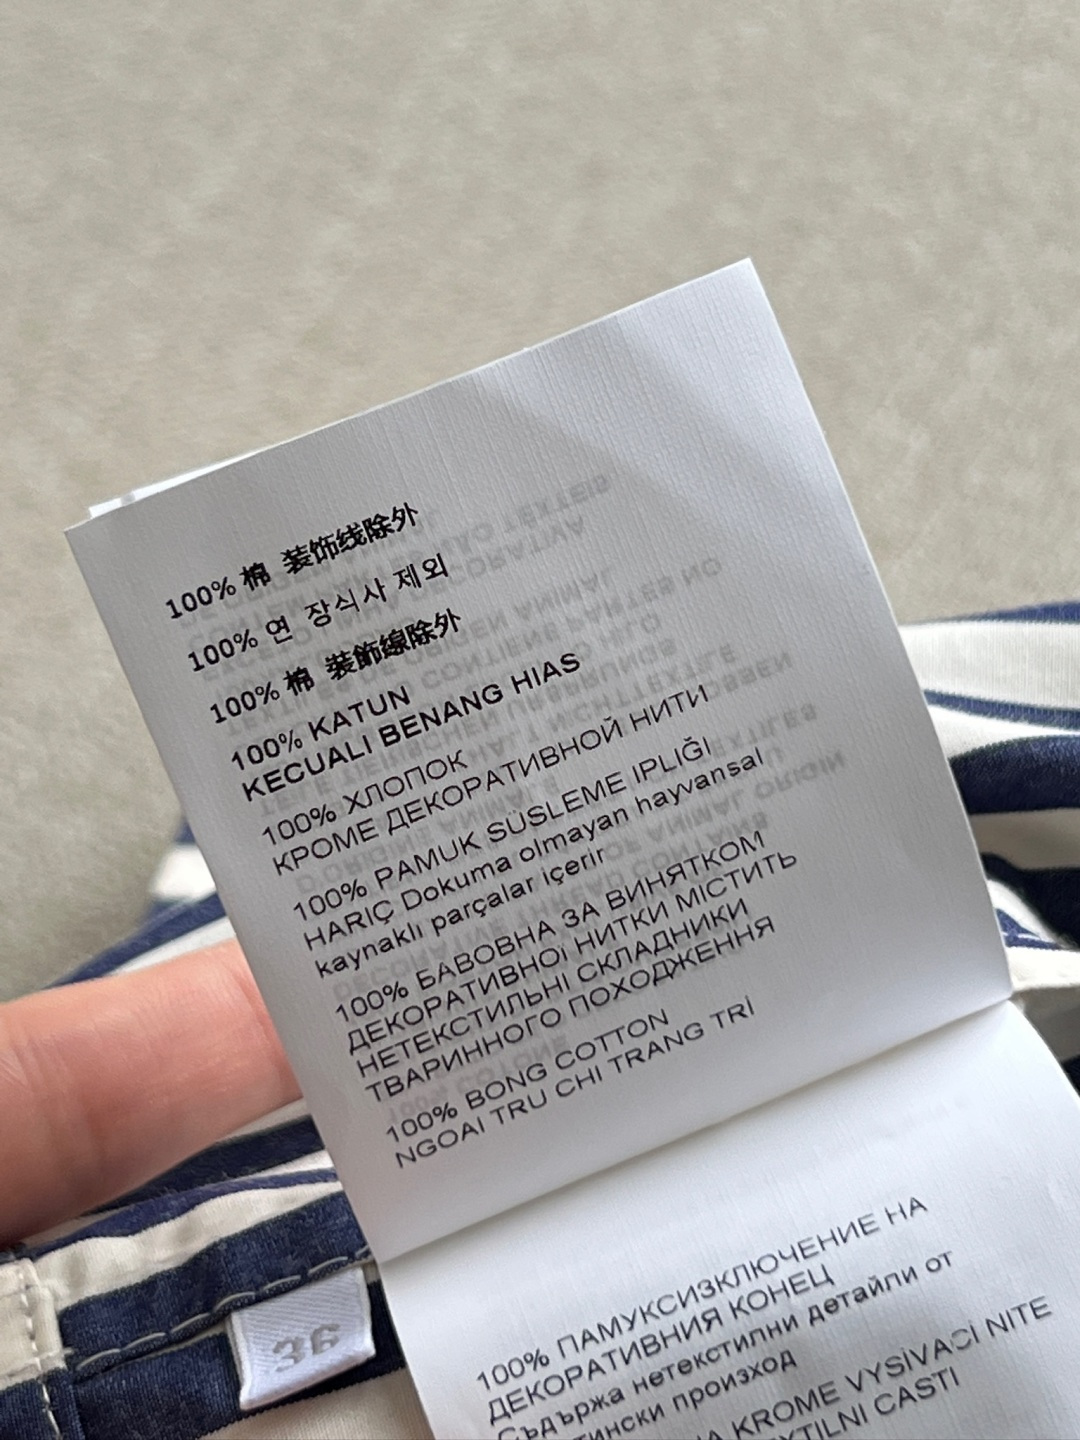 100% 棉 装饰线除外
100% 연 장식사 제외
100% 棉 裝飾線除外
100% KATUN
KECUALI BENANG HIAS
100% ХЛОПОК
КРОМЕ ДЕКОРАТИВНОЙ НИТИ
100% PAMUK SÜSLEME IPLIĞI
HARIÇ Dokuma olmayan hayvansal
kaynaklı parçalar içerir
100% БАВОВНА ЗА ВИНЯТКОМ
ДЕКОРАТИВНОї НИТКИ МІСТИТЬ
НЕТЕКСТИЛЬНІ СКЛАДНИКИ
ТВАРИННОГО ПОХОДЖЕННЯ
100% BONG COTTON
NGOAI TRU CHI TRANG TRİ
100% ПАМУКСИЗКЛЮЧЕНИЕ НА
ДЕКОРАТИВНИЯ КОНЕЦ
Съдържа нетекстилни детайли от
произход
KROME VYSIVACI NITE
CASTI
36